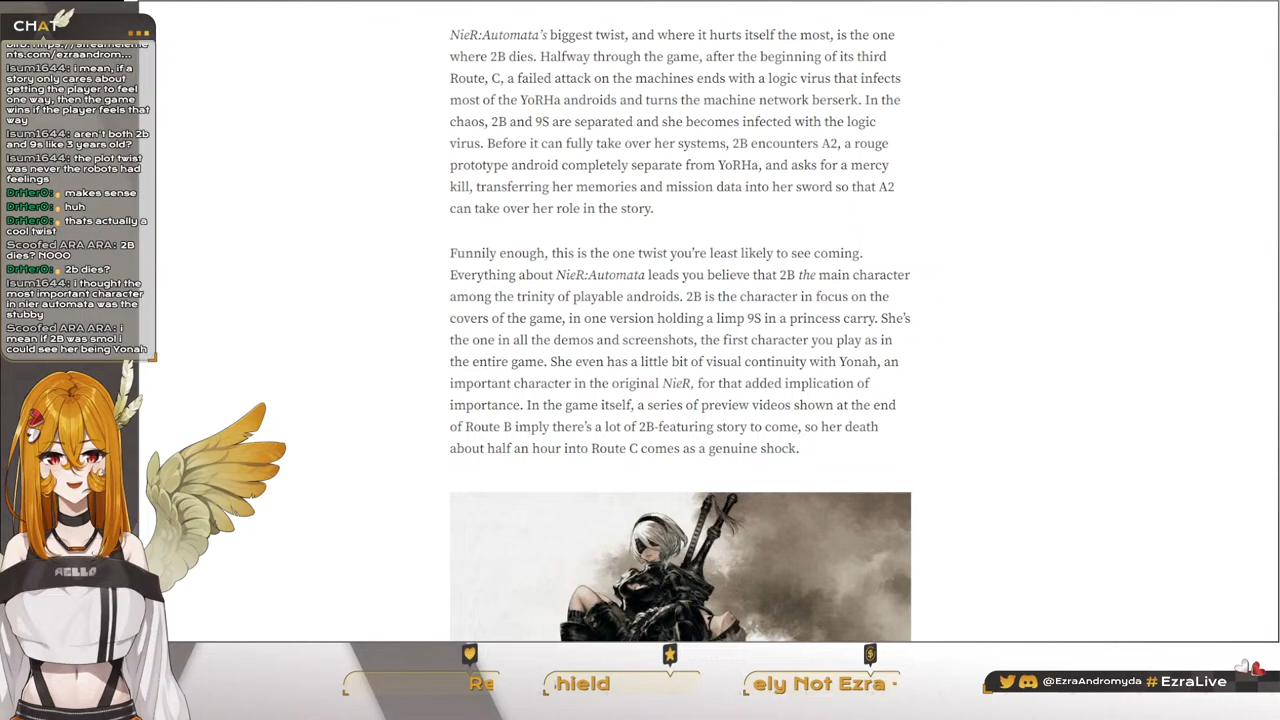 CHAT
nts.com/ezraandrom...
Isum1644: i mean, if a
story only cares about
getting the player to feel
one way, then the game
wins if the player feels that
way
Isum1644: aren't both 2b
and 9s like 3 years old?
Isum1644: the plot twist
was never the robots had
feelings
DrHerO: makes sense
DrHerO: huh
DrHerO: thats actually a
cool twist
Scoofed ARA ARA: 2B
dies? NOOO
DrHerO: 2b dies?
Isum1644: i thought the
most important character
in nier automata was the
stubby
Scoofed ARA ARA: i
mean if 2B was smol i
could see her being Yonah
NieR:Automata's biggest twist, and where it hurts itself the most, is the one
where 2B dies. Halfway through the game, after the beginning of its third
Route, C, a failed attack on the machines ends with a logic virus that infects
most of the YoRHa androids and turns the machine network berserk. In the
chaos, 2B and 9S are separated and she becomes infected with the logic
virus. Before it can fully take over her systems, 2B encounters A2, a rouge
prototype android completely separate from YoRHa, and asks for a mercy
kill, transferring her memories and mission data into her sword so that A2
can take over her role in the story.
Funnily enough, this is the one twist you're least likely to see coming.
Everything about NieR:Automata leads you believe that 2B the main character
among the trinity of playable androids. 2B is the character in focus on the
covers of the game, in one version holding a limp 9S in a princess carry. She's
the one in all the demos and screenshots, the first character you play as in
the entire game. She even has a little bit of visual continuity with Yonah, an
important character in the original NieR, for that added implication of
importance. In the game itself, a series of preview videos shown at the end
of Route B imply there's a lot of 2B-featuring story to come, so her death
about half an hour into Route C comes as a genuine shock.
HELLO
Re
hield
ely Not Ezra -
@EzraAndromyda # EzraLive